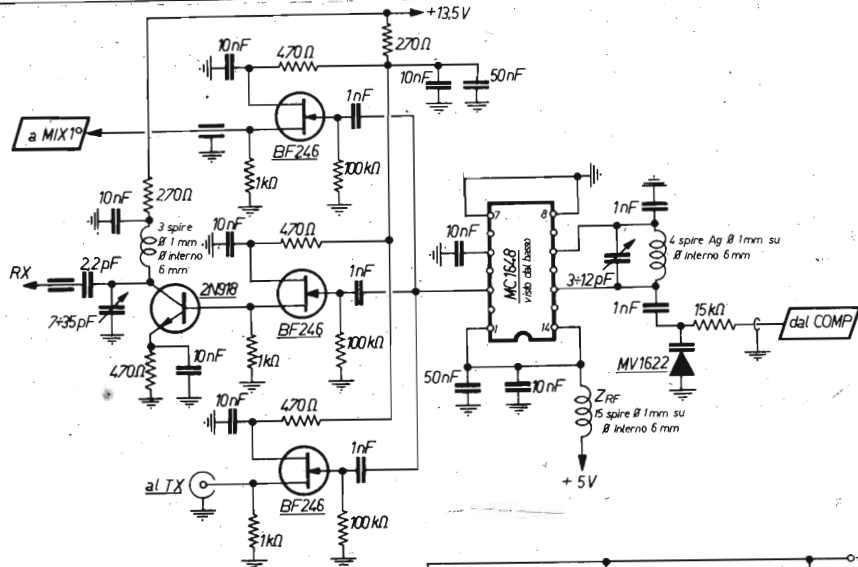 +13,5V
10nF
470Ω
270Ω
10nF
50nF
1nF
a MIX1°
BF246
1kΩ
100kΩ
270Ω
10nF
3 spire
Ø 1 mm
Ø interno
6 mm
10nF
470Ω
1nF
RX
2,2pF
2N918
BF246
7÷35pF
1kΩ
100kΩ
470Ω
10nF
10nF
470Ω
1nF
al TX
BF246
1kΩ
100kΩ
7
8
10nF
MC1648
visto dal basso
1
14
1nF
4 spire Ag Ø 1mm su
Ø interno 6 mm
3÷12pF
1nF
15kΩ
dal COMP
MV1622
50nF
10nF
ZRF
15 spire Ø 1mm su
Ø interno 6 mm
+ 5V